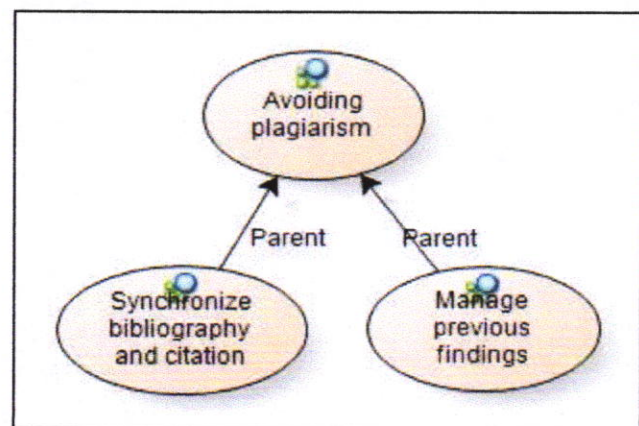 Avoiding
plagiarism
Parent
Parent
Synchronize
bibliography
and citation
Manage
previous
findings